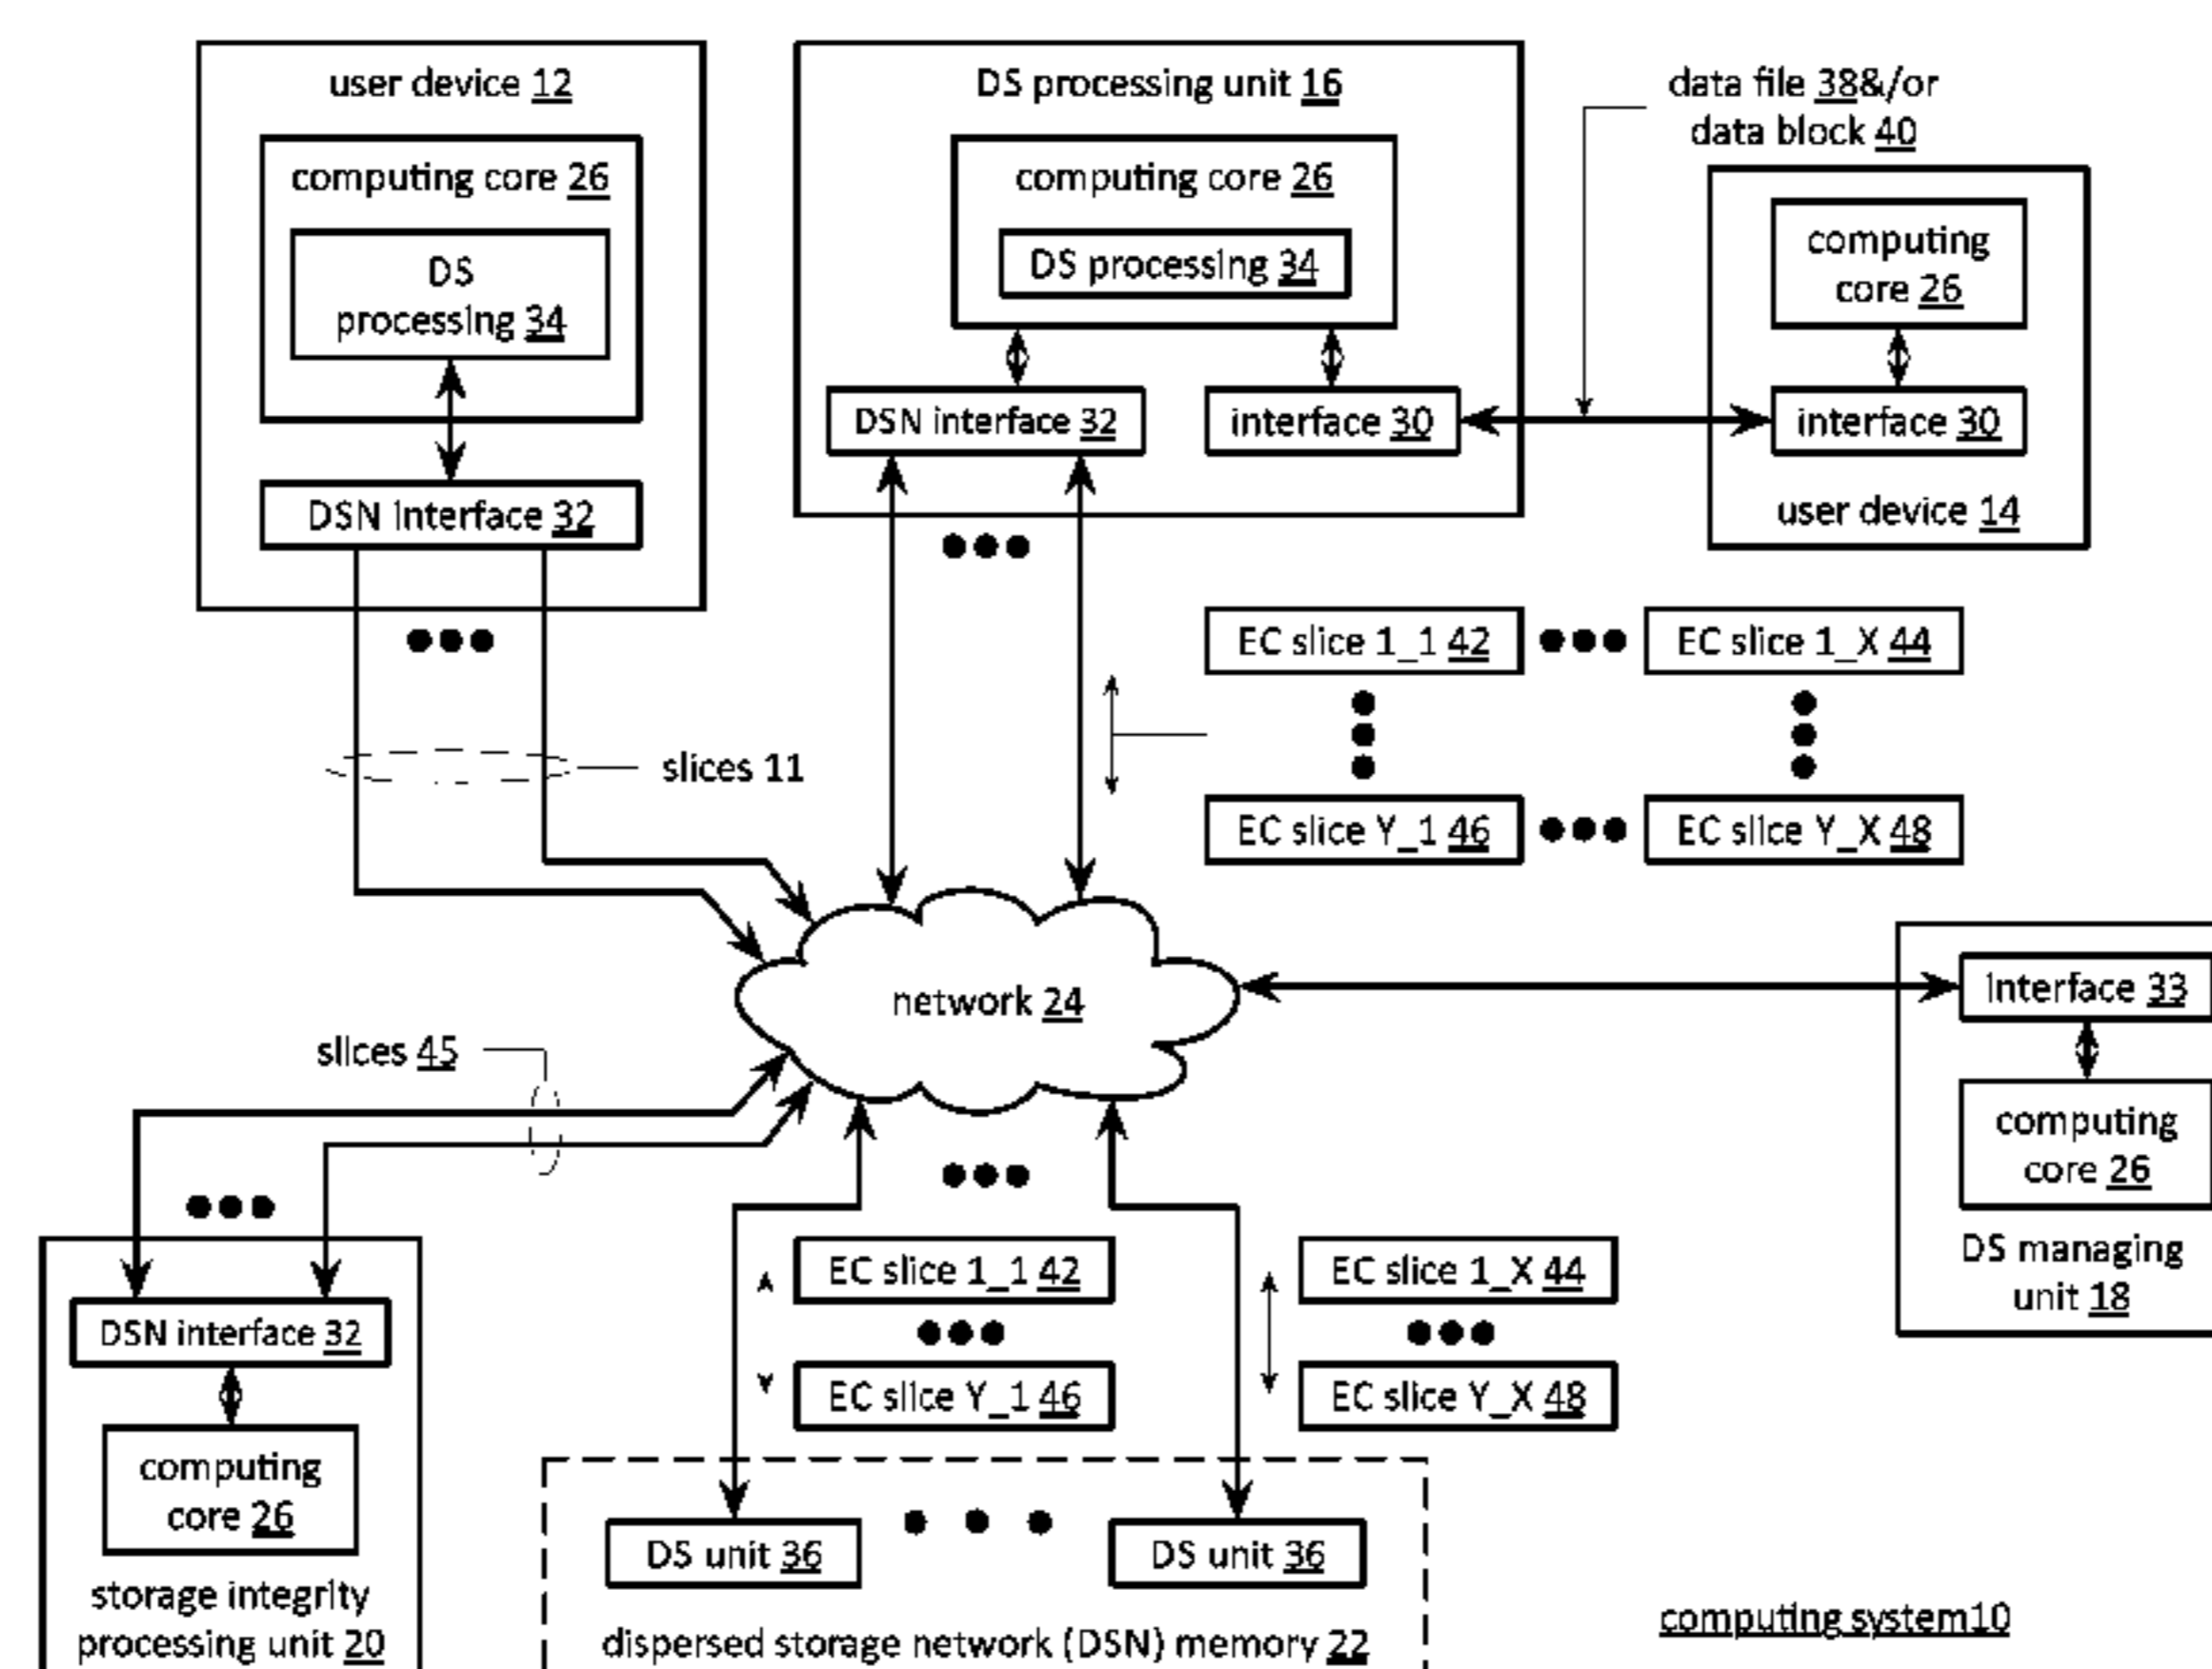 user device 12
computing core 26
DS
processing 34
DSN interface 32
DS processing unit 16
computing core 26
DS processing 34
DSN interface 32
interface 30
data file 38&/or
data block 40
computing
core 26
interface 30
user device 14
EC slice 1_1 42
EC slice 1_X 44
EC slice Y_1 46
EC slice Y_X 48
slices 11
network 24
interface 33
computing
core 26
DS managing
unit 18
slices 45
DSN interface 32
computing
core 26
storage integrity
processing unit 20
EC slice 1_1 42
EC slice Y_1 46
EC slice 1_X 44
EC slice Y_X 48
DS unit 36
DS unit 36
dispersed storage network (DSN) memory 22
computing system10